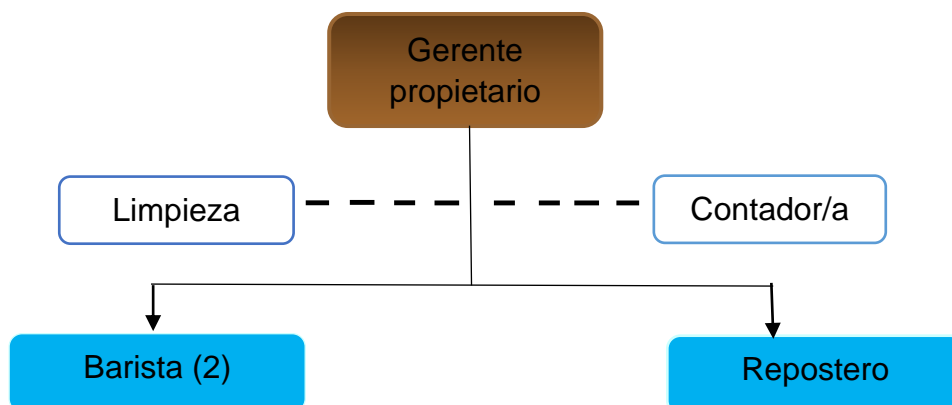 Gerente
propietario
Limpieza
Contador/a
Barista (2)
Repostero